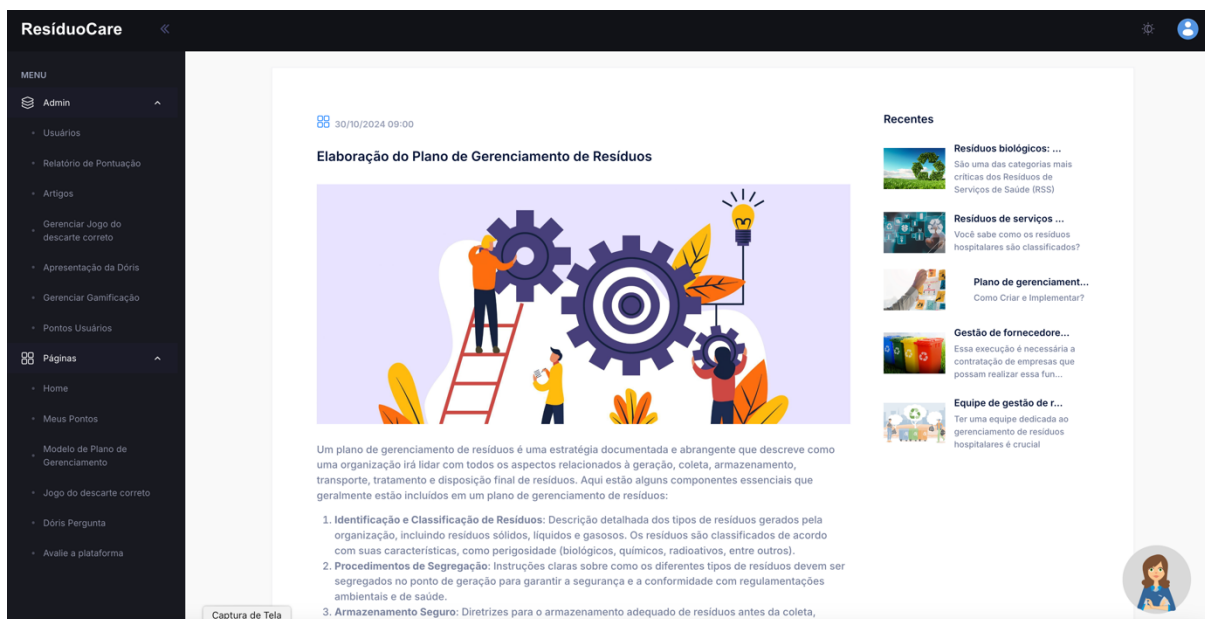 ResíduoCare
MENU
Admin
Usuários
Relatório de Pontuação
Artigos
Gerenciar Jogo do
descarte correto
Apresentação da Dóris
Gerenciar Gamificação
Pontos Usuários
Páginas
Home
Meus Pontos
Modelo de Plano de
Gerenciamento
Jogo do descarte correto
Dóris Pergunta
Avalie a plataforma
30/10/2024 09:00
Elaboração do Plano de Gerenciamento de Resíduos
Um plano de gerenciamento de resíduos é uma estratégia documentada e abrangente que descreve como
uma organização irá lidar com todos os aspectos relacionados à geração, coleta, armazenamento,
transporte, tratamento e disposição final de resíduos. Aqui estão alguns componentes essenciais que
geralmente estão incluídos em um plano de gerenciamento de resíduos:
1. Identificação e Classificação de Resíduos: Descrição detalhada dos tipos de resíduos gerados pela
organização, incluindo resíduos sólidos, líquidos e gasosos. Os resíduos são classificados de acordo
com suas características, como perigosidade (biológicos, químicos, radioativos, entre outros).
2. Procedimentos de Segregação: Instruções claras sobre como os diferentes tipos de resíduos devem ser
segregados no ponto de geração para garantir a segurança e a conformidade com regulamentações
ambientais e de saúde.
3. Armazenamento Seguro: Diretrizes para o armazenamento adequado de resíduos antes da coleta,
Recentes
Resíduos biológicos: ...
São uma das categorias mais
críticas dos Resíduos de
Serviços de Saúde (RSS)
Resíduos de serviços ...
Você sabe como os resíduos
hospitalares são classificados?
Plano de gerenciament...
Como Criar e Implementar?
Gestão de fornecedore...
Essa execução é necessária a
contratação de empresas que
possam realizar essa fun...
Equipe de gestão de r...
Ter uma equipe dedicada ao
gerenciamento de resíduos
hospitalares é crucial
Captura de Tela